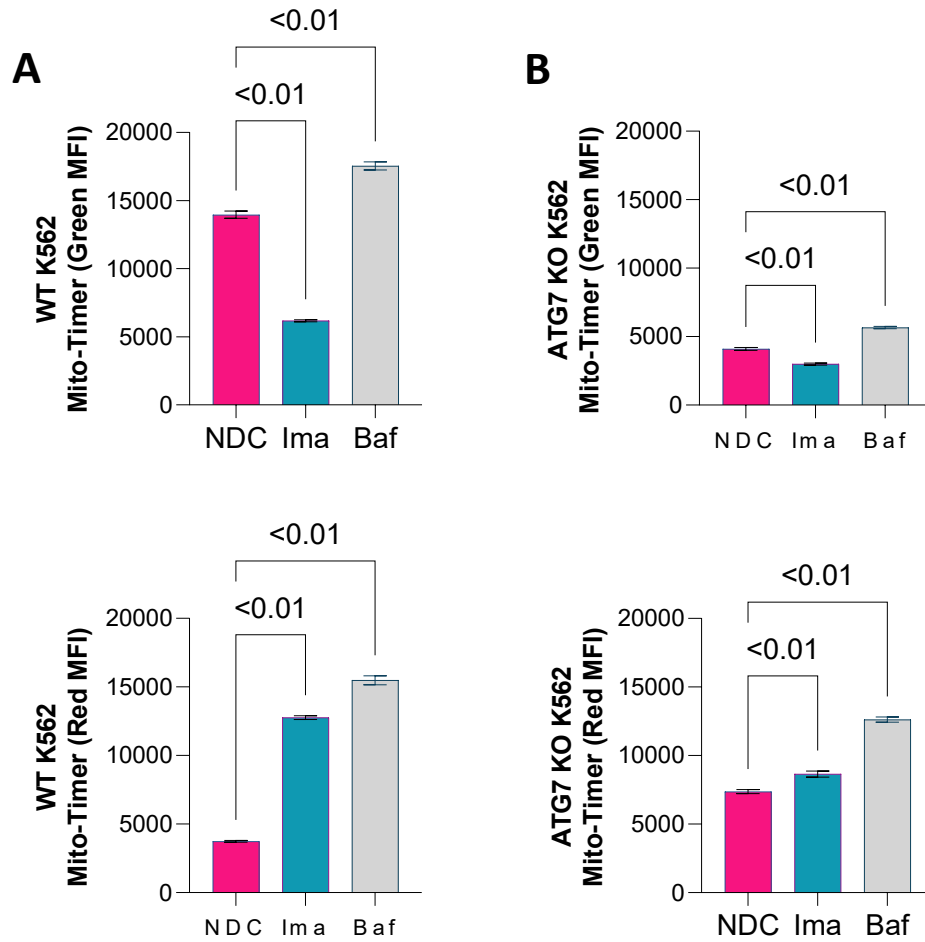 A
WT K562
Mito-Timer (Green MFI)
<0.01
<0.01
20000
15000
10000
5000
0
NDC Ima Baf
B
ATG7 KO K562
Mito-Timer (Green MFI)
<0.01
<0.01
20000
15000
10000
5000
0
NDC Ima Baf
WT K562
Mito-Timer (Red MFI)
<0.01
<0.01
20000
15000
10000
5000
0
NDC Ima Baf
ATG7 KO K562
Mito-Timer (Red MFI)
<0.01
<0.01
20000
15000
10000
5000
0
NDC Ima Baf